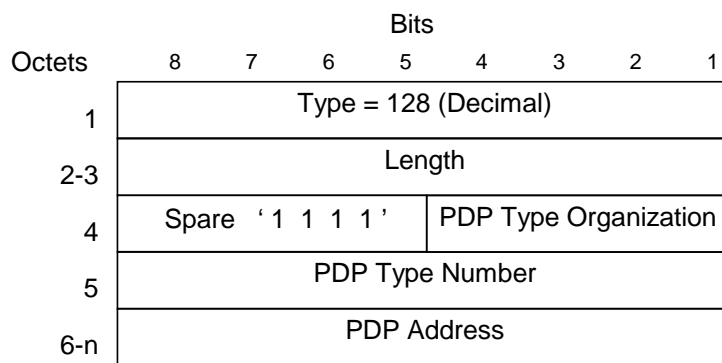 Bits
Octets 8 7 6 5 4 3 2 1
1 Type = 128 (Decimal)
2-3 Length
4 Spare ‘ 1 1 1 1 ’ PDP Type Organization
5 PDP Type Number
6-n PDP Address